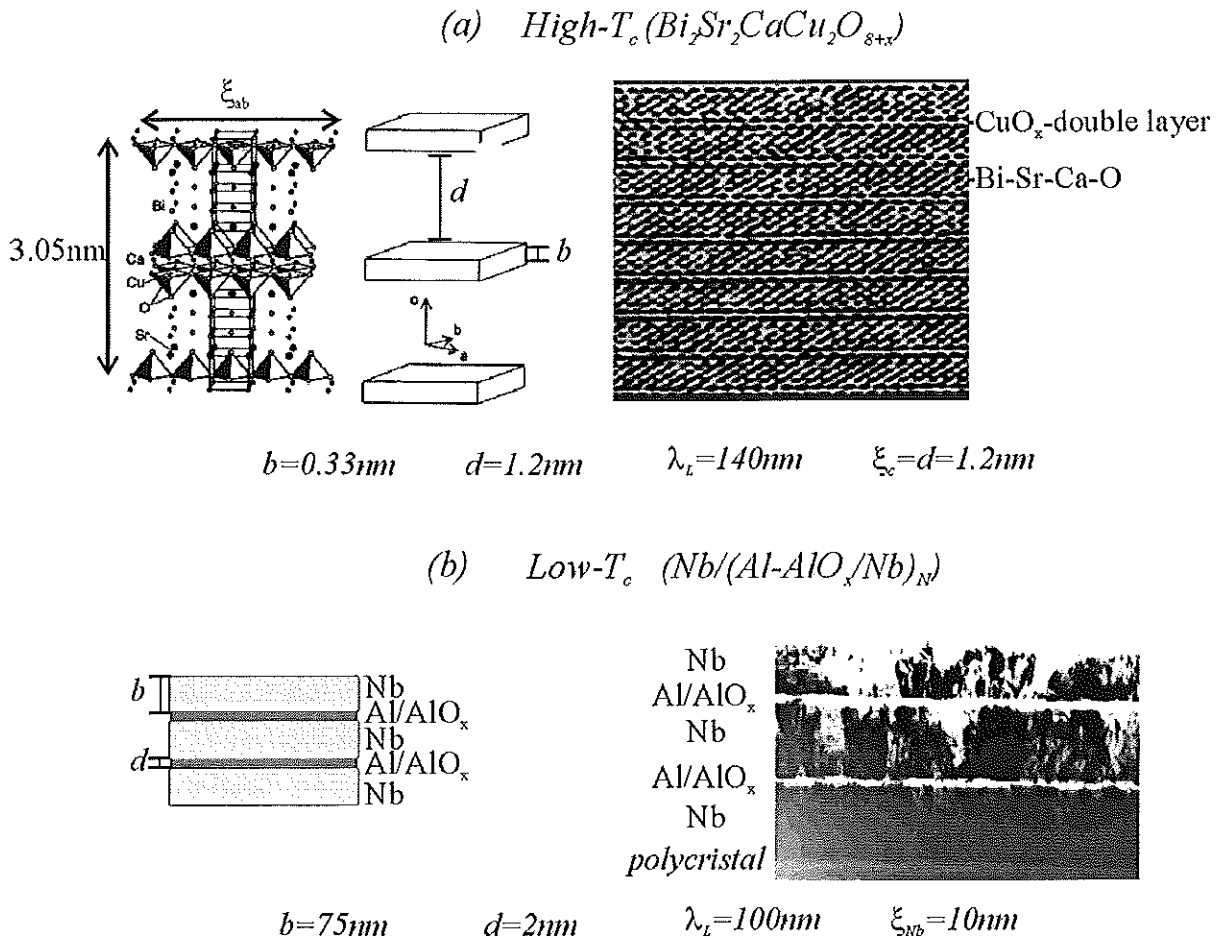 (a) High-T_c (Bi₂Sr₂CaCu₂O_{8+x})
ξ_ab
3.05nm
Bi
Ca
Cu
O
Sr
d
b
c
b
a
CuO_x-double layer
Bi-Sr-Ca-O
b=0.33nm d=1.2nm λ_L=140nm ξ_c=d=1.2nm
(b) Low-T_c (Nb/(Al-AlO_x/Nb)_N)
b
d
Nb
Al/AlO_x
Nb
Al/AlO_x
Nb
Nb
Al/AlO_x
Nb
Al/AlO_x
Nb
polycristal
b=75nm d=2nm λ_L=100nm ξ_Nb=10nm